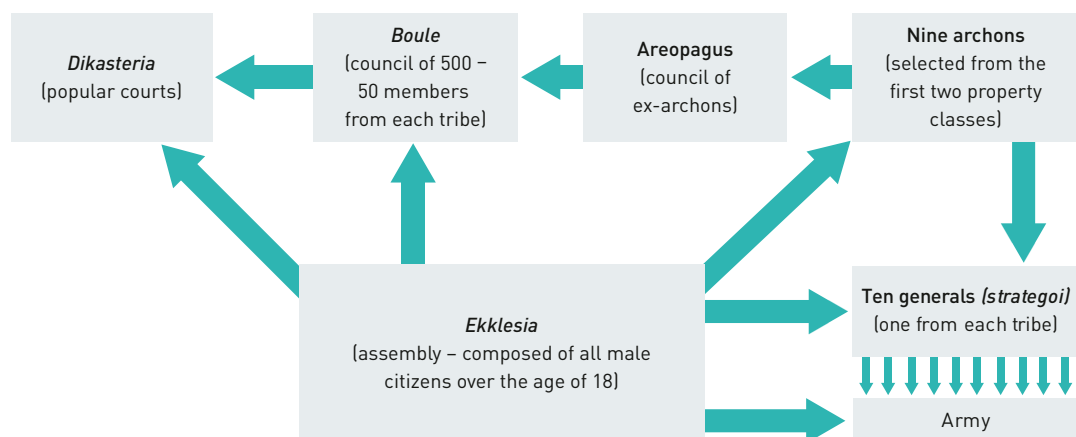 Dikasteria
(popular courts)
Boule
(council of 500 –
50 members
from each tribe)
Areopagus
(council of
ex-archons)
Nine archons
(selected from the
first two property
classes)
Ekklesia
(assembly – composed of all male
citizens over the age of 18)
Ten generals (strategoi)
(one from each tribe)
Army